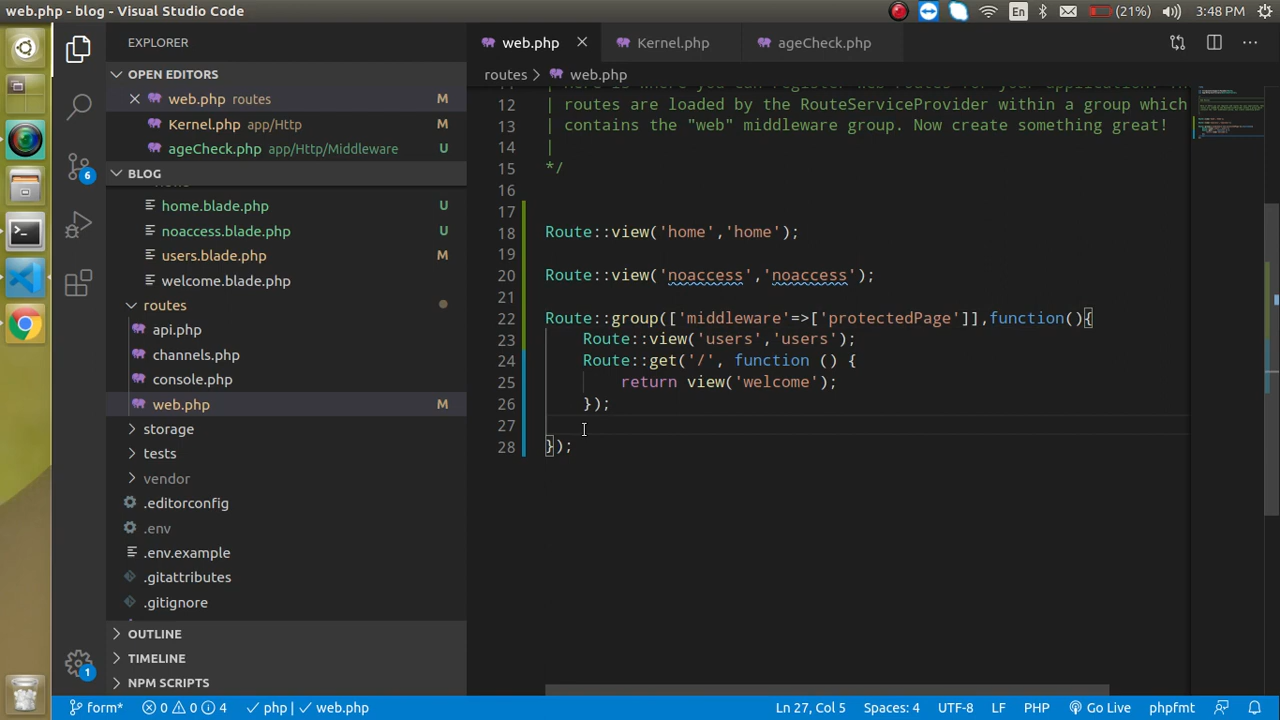 web.php - blog - Visual Studio Code
En
(21%)
3:48 PM
EXPLORER
OPEN EDITORS
web.php routes M
Kernel.php app/Http M
ageCheck.php app/Http/Middleware U
BLOG
home.blade.php U
noaccess.blade.php U
users.blade.php M
welcome.blade.php
routes
api.php
channels.php
console.php
web.php M
storage
tests
vendor
.editorconfig
.env
.env.example
.gitattributes
.gitignore
OUTLINE
TIMELINE
NPM SCRIPTS
6
1
web.php
Kernel.php
ageCheck.php
routes > web.php
12 | routes are loaded by the RouteServiceProvider within a group which
13 | contains the "web" middleware group. Now create something great!
14 |
15 */
16
17
18 Route::view('home','home');
19
20 Route::view('noaccess','noaccess');
21
22 Route::group(['middleware'=>['protectedPage']],function(){
23 Route::view('users','users');
24 Route::get('/', function () {
25 return view('welcome');
26 });
27
28 });
form* 0 0 4 php | web.php Ln 27, Col 5 Spaces: 4 UTF-8 LF PHP Go Live phpfmt